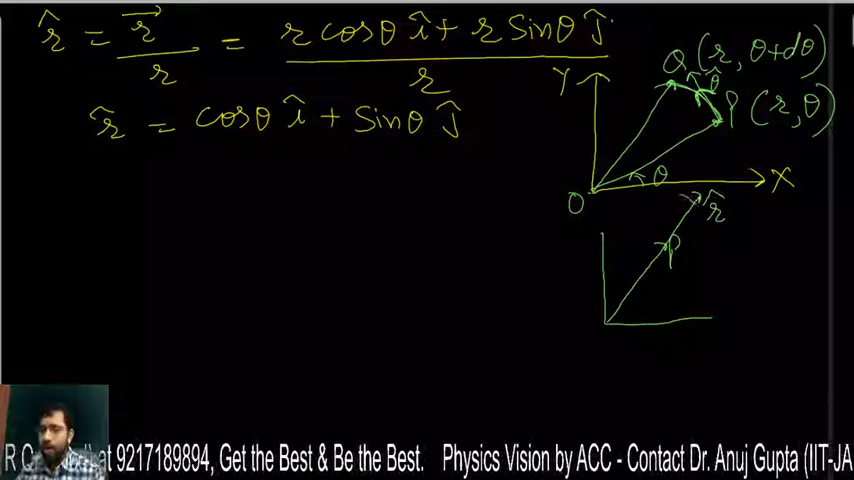 r̂ = r⃗ / r = r cosθ î + r Sinθ ĵ / r
r̂ = cosθ î + Sinθ ĵ
Q (r, θ+dθ)
Y
θ̂
P (r, θ)
θ
X
O
r̂
P
R C at 9217189894, Get the Best & Be the Best. Physics Vision by ACC - Contact Dr. Anuj Gupta (IIT-JA